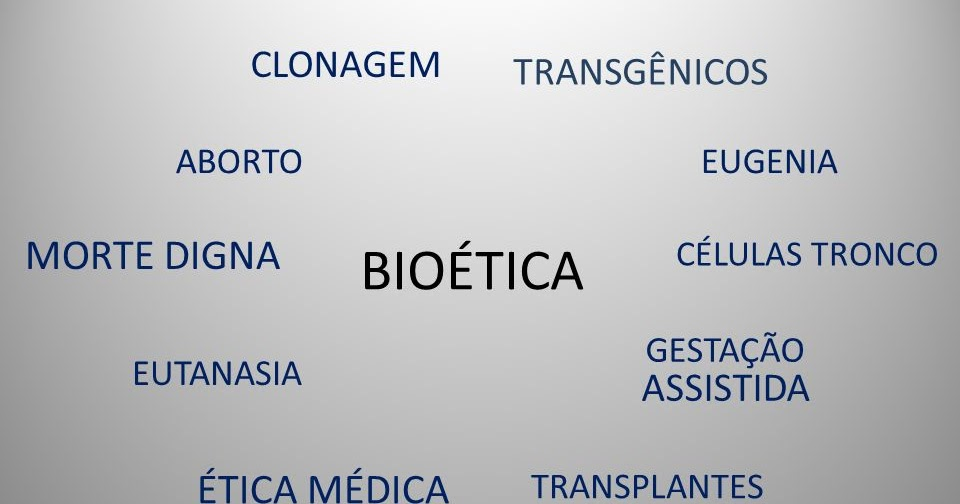 CLONAGEM
TRANSGÊNICOS
ABORTO
EUGENIA
MORTE DIGNA
BIOÉTICA
CÉLULAS TRONCO
GESTAÇÃO
ASSISTIDA
EUTANASIA
ÉTICA MÉDICA
TRANSPLANTES